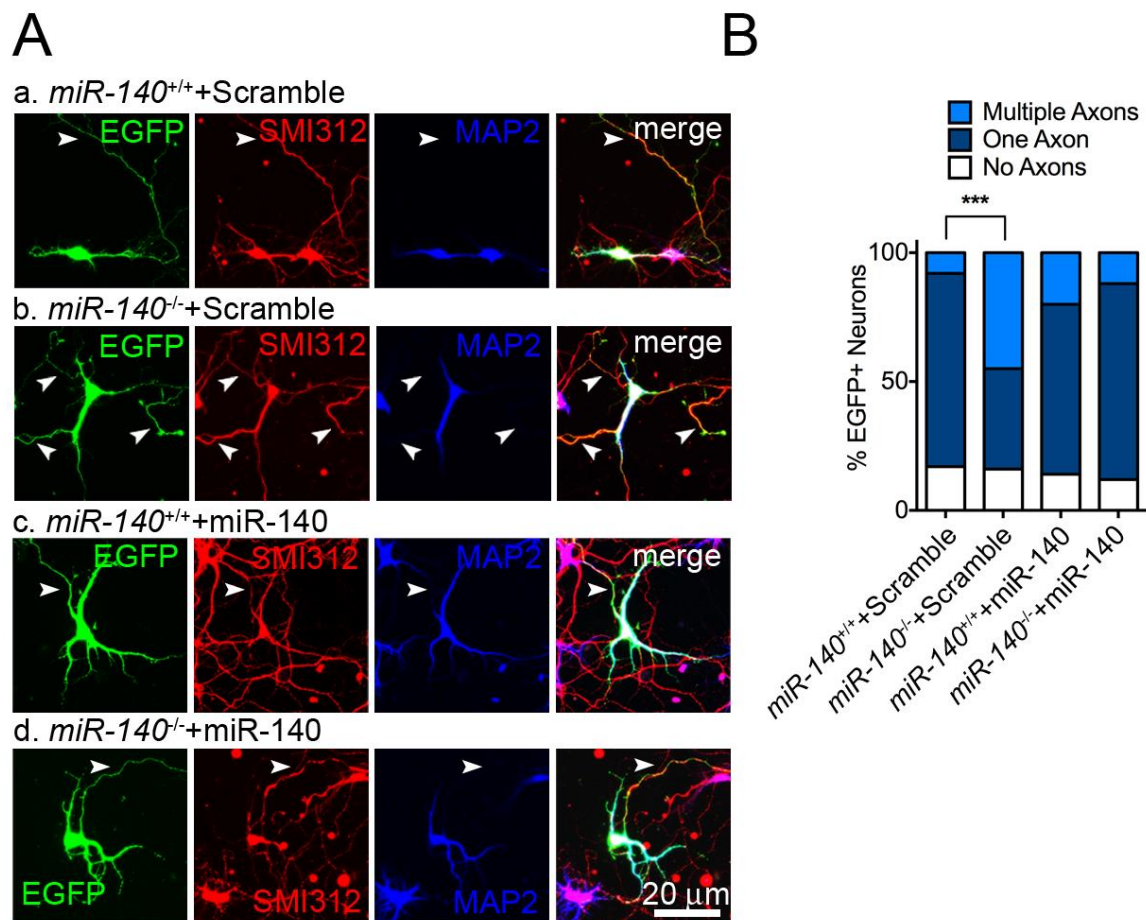 A
B
a. miR-140+/++Scramble
EGFP SMI312 MAP2 merge
b. miR-140-/-+Scramble
EGFP SMI312 MAP2 merge
c. miR-140+/++miR-140
EGFP SMI312 MAP2 merge
d. miR-140-/-+miR-140
EGFP SMI312 MAP2 20 μm
Multiple Axons
One Axon
No Axons
***
100
50
0
% EGFP+ Neurons
miR-140+/++Scramble
miR-140-/-+Scramble
miR-140+/++miR-140
miR-140-/-+miR-140